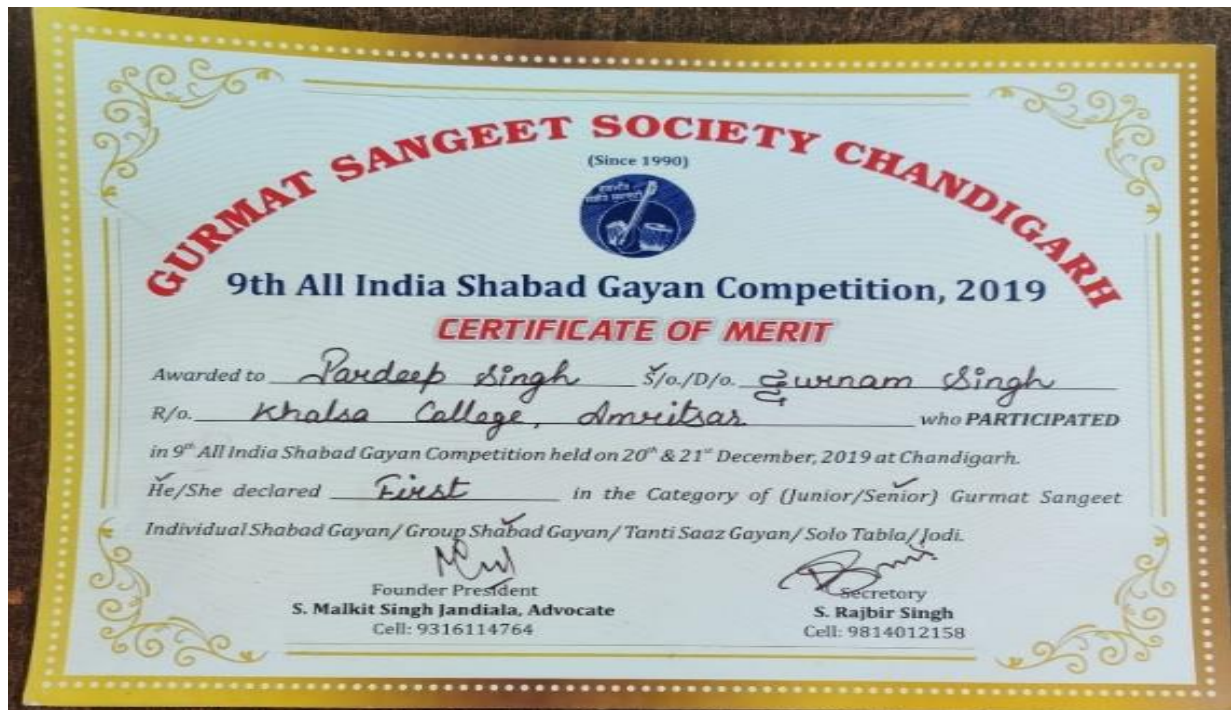 GURMAT SANGEET SOCIETY CHANDIGARH
(Since 1990)
9th All India Shabad Gayan Competition, 2019
CERTIFICATE OF MERIT
Awarded to Pardeep Singh S/o./D/o. Gurnam Singh
R/o. Khalsa College, Amritsar who PARTICIPATED
in 9th All India Shabad Gayan Competition held on 20th & 21st December, 2019 at Chandigarh.
He/She declared First in the Category of (Junior/Senior) Gurmat Sangeet
Individual Shabad Gayan/ Group Shabad Gayan/ Tanti Saaz Gayan/ Solo Tabla/ Jodi.
Founder President
S. Malkit Singh Jandiala, Advocate
Cell: 9316114764
Secretary
S. Rajbir Singh
Cell: 9814012158